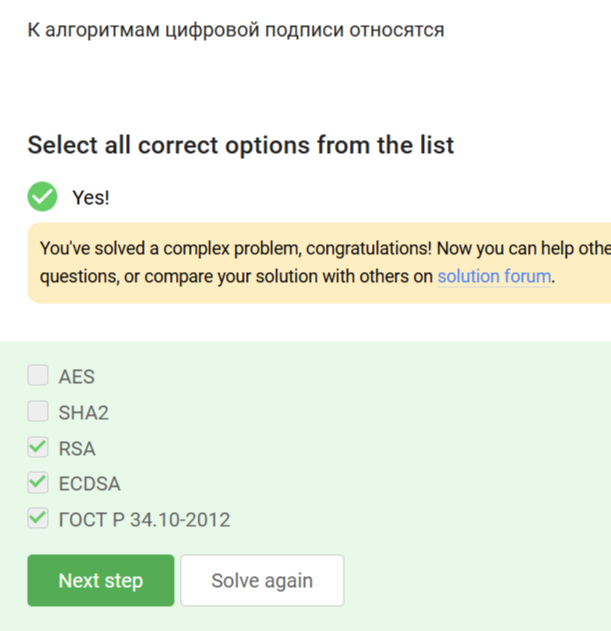 К алгоритмам цифровой подписи относятся
Select all correct options from the list
Yes!
You've solved a complex problem, congratulations! Now you can help othe
questions, or compare your solution with others on solution forum.
AES
SHA2
RSA
ECDSA
ГОСТ Р 34.10-2012
Next step
Solve again